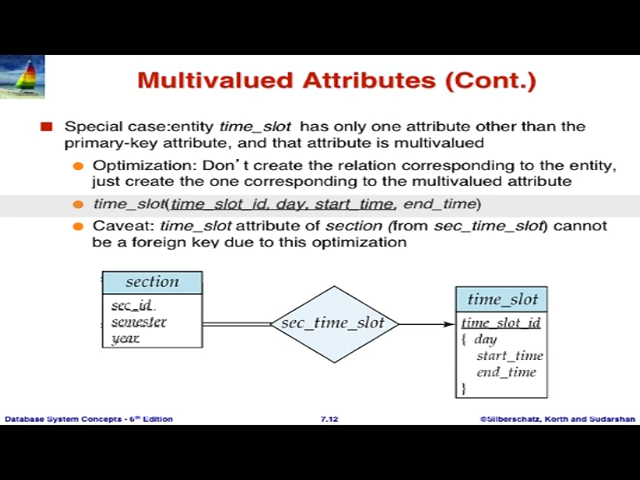 Multivalued Attributes (Cont.)
Special case:entity time_slot has only one attribute other than the
primary-key attribute, and that attribute is multivalued
Optimization: Don't create the relation corresponding to the entity,
just create the one corresponding to the multivalued attribute
time_slot(time_slot_id, day, start_time, end_time)
Caveat: time_slot attribute of section (from sec_time_slot) cannot
be a foreign key due to this optimization
section
sec_id
semester
year
sec_time_slot
time_slot
time_slot_id
{ day
start_time
end_time
}
Database System Concepts - 6th Edition
7.12
©Silberschatz, Korth and Sudarshan